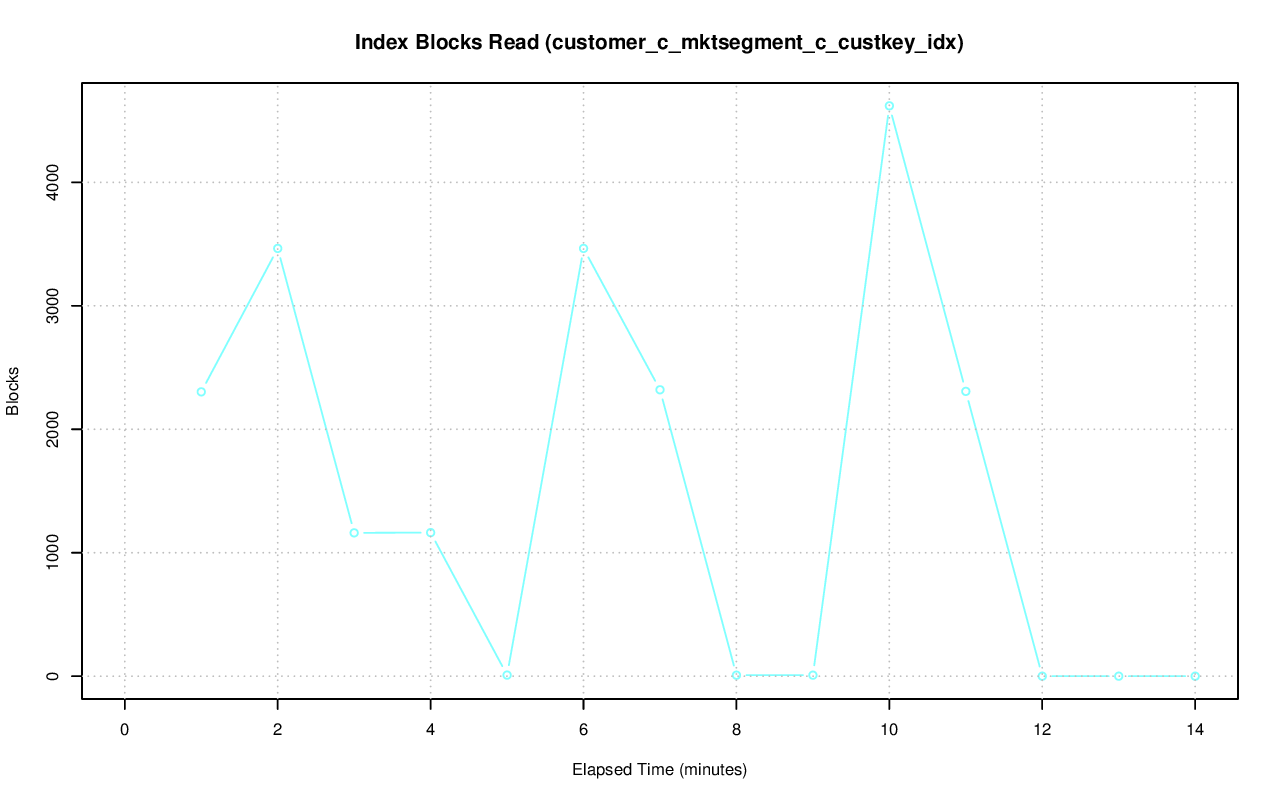 Index Blocks Read (customer_c_mktsegment_c_custkey_idx)
4000
3000
2000
1000
0
Blocks
0 2 4 6 8 10 12 14
Elapsed Time (minutes)